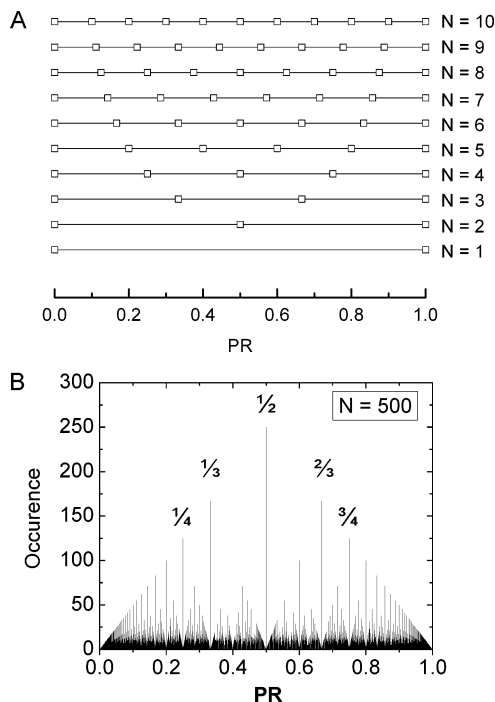 A
N = 10
N = 9
N = 8
N = 7
N = 6
N = 5
N = 4
N = 3
N = 2
N = 1
0.0 0.2 0.4 0.6 0.8 1.0
PR
B
300
250
200
150
100
50
0
Occurence
N = 500
½
⅓ ⅔
¼ ¾
0.0 0.2 0.4 0.6 0.8 1.0
PR